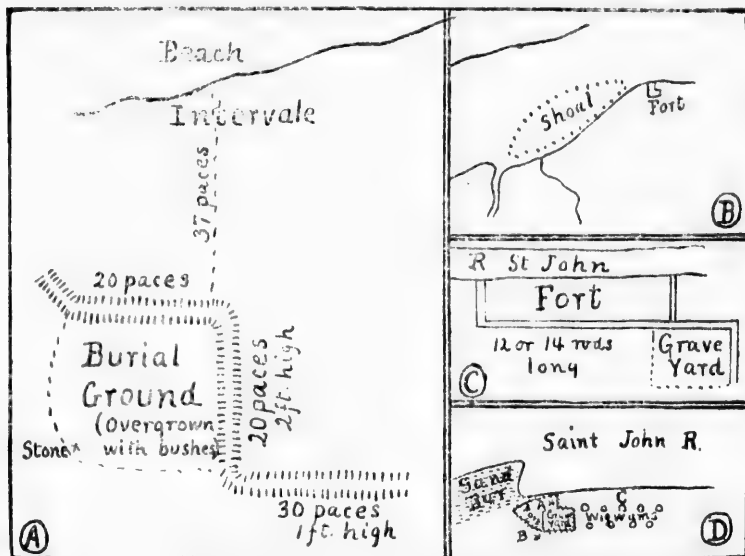 Beach
Intervale
37 paces
20 paces
Burial
Ground
(Overgrown
with bushes)
Stone
20 paces
2 ft. high
30 paces
1 ft. high
A
Shoal
Fort
B
R St John
Fort
12 or 14 rods
long
Grave
Yard
C
Saint John R.
Sand
Bar
A
Grave
Yard
B
C
Wigwams
D